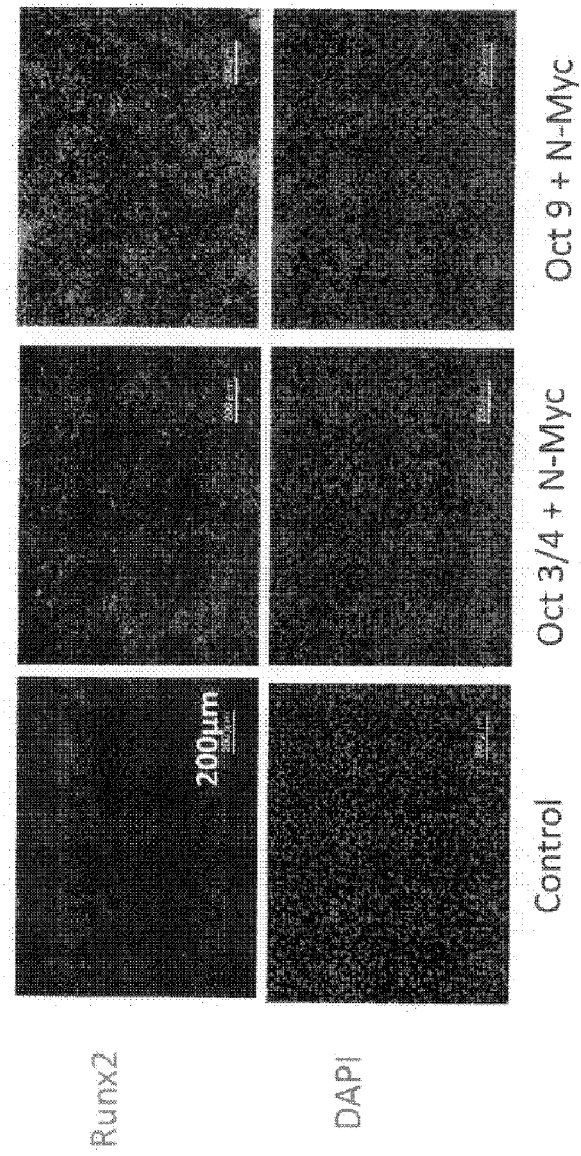 Runx2
DAPI
200μm
Control
Oct 3/4 + N-Myc
Oct 9 + N-Myc